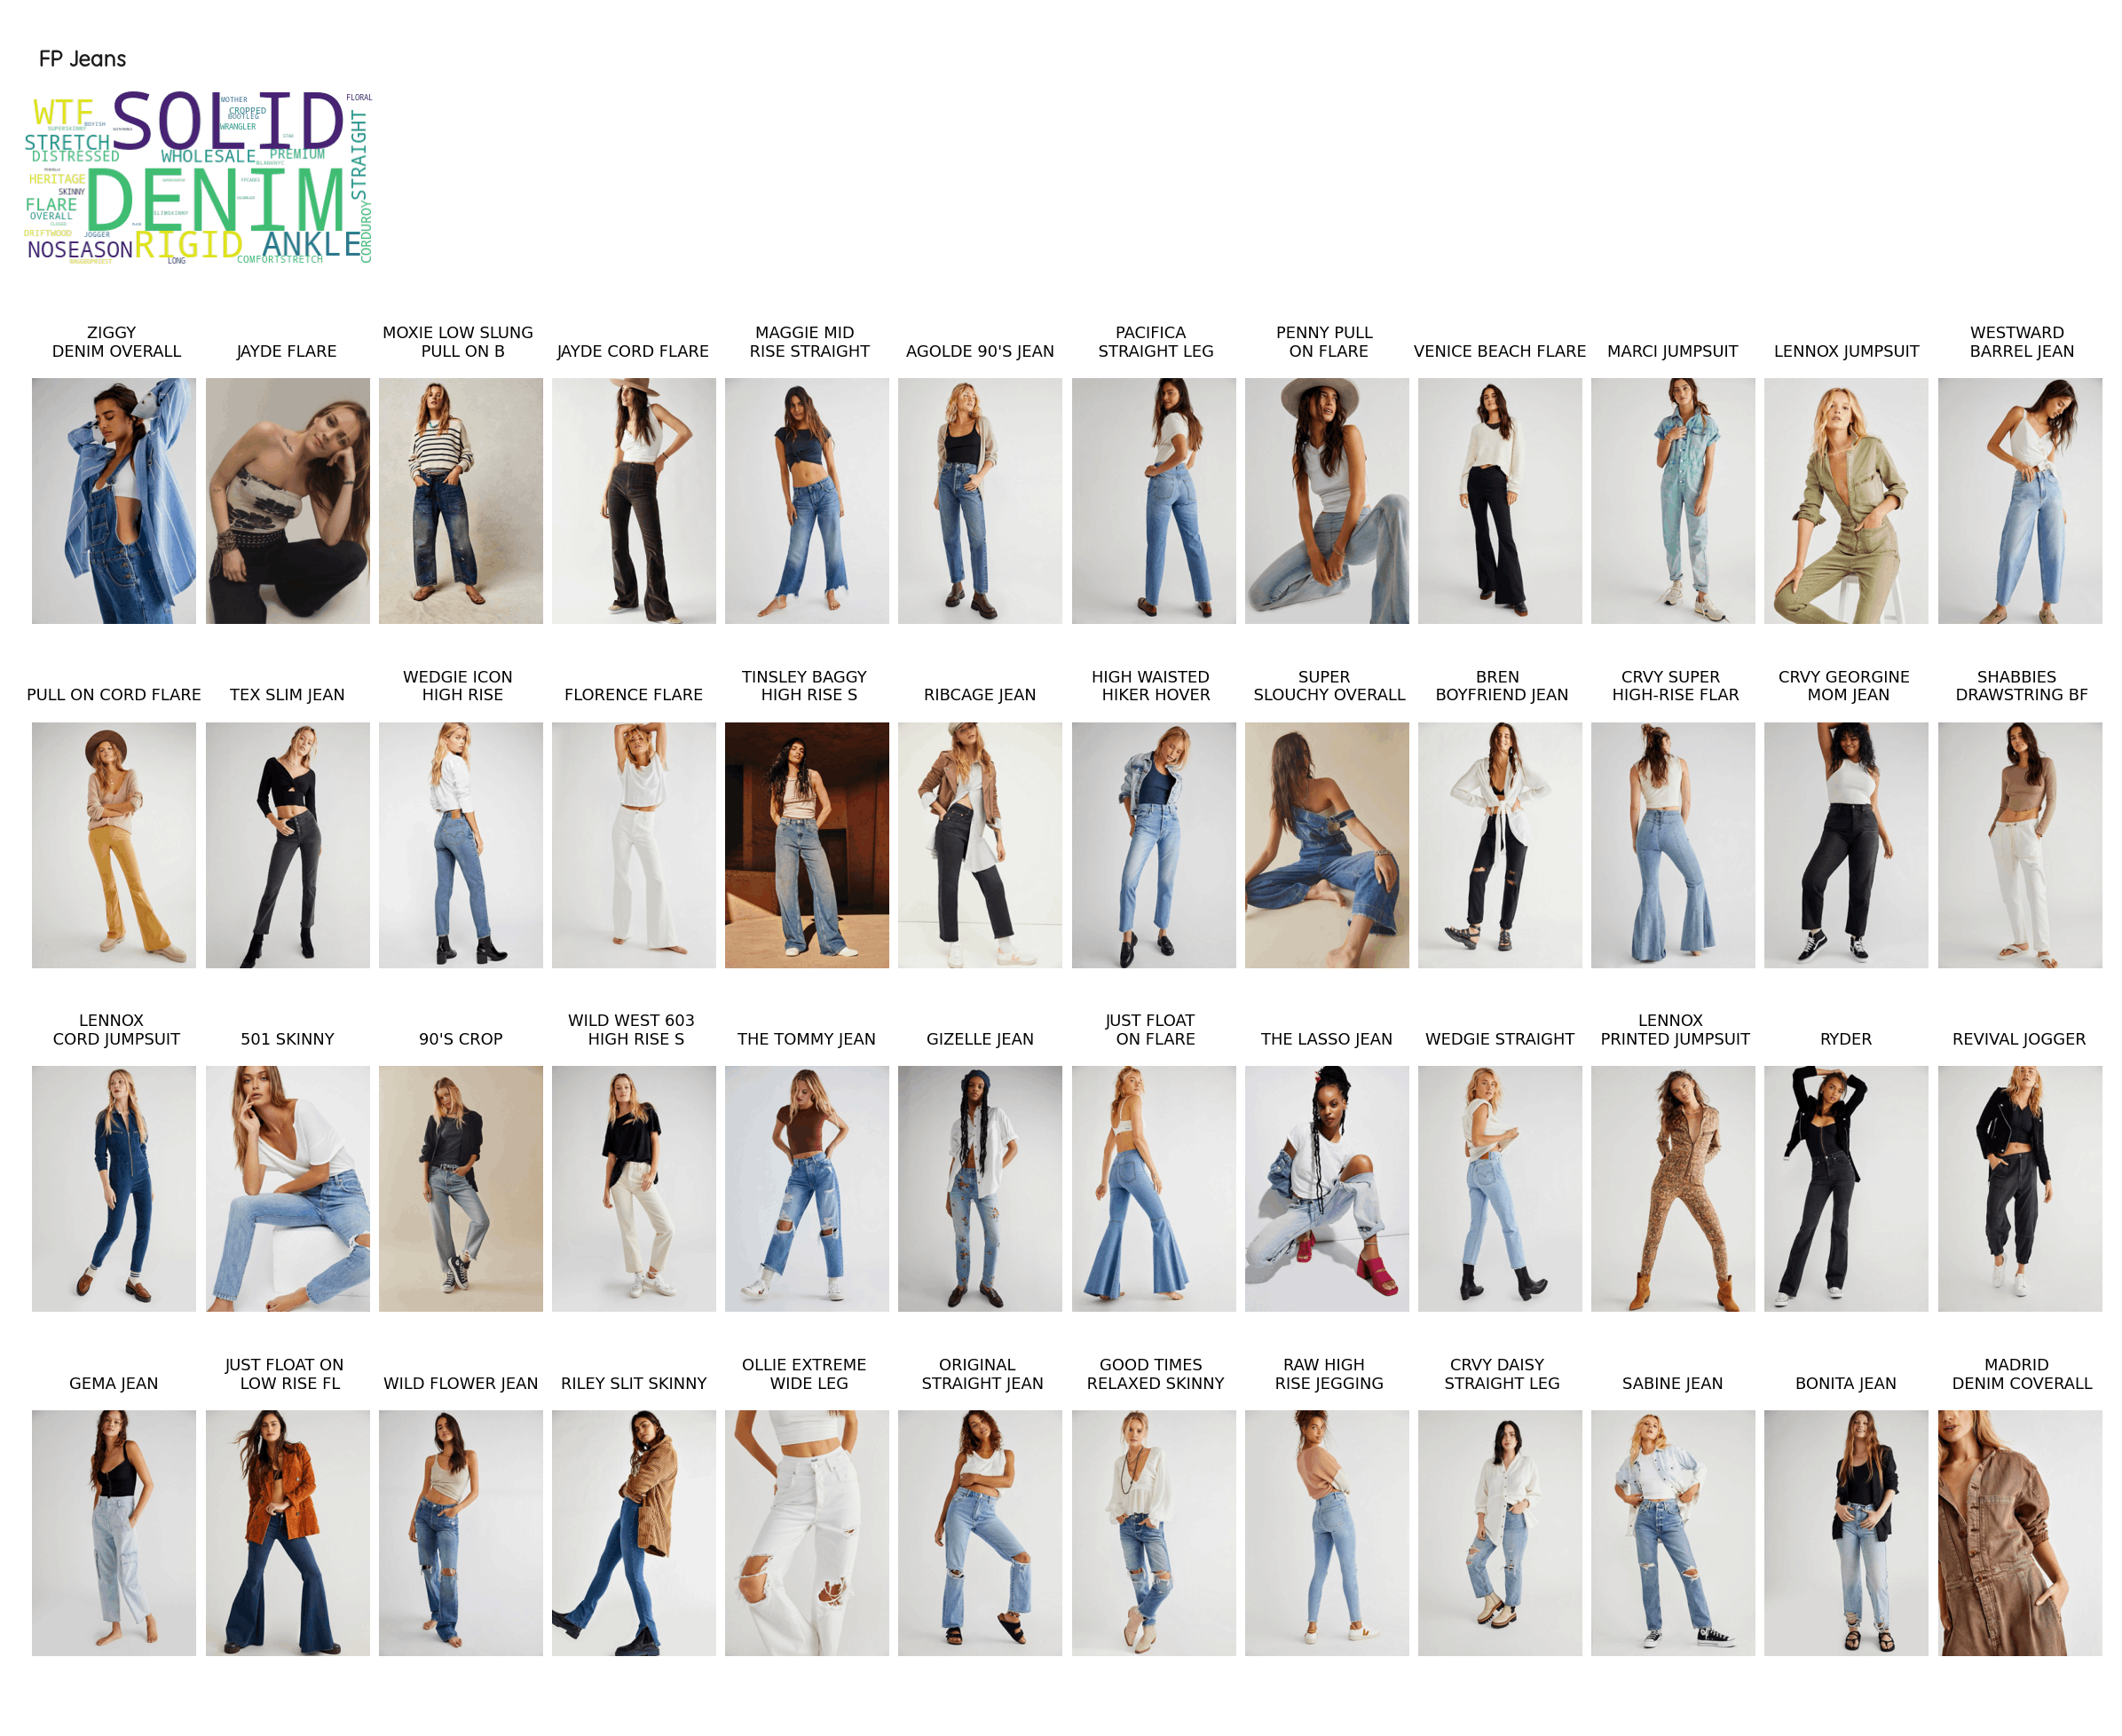 FP Jeans
WTF
SOLID
MOTHER
CROPPED
BOOTLEG
WRANGLER
FLORAL
BOYISH
SUPERSKINNY
STRETCH
DISTRESSED
WHOLESALE
PREMIUM
BLANKNYC
STRAIGHT
HERITAGE
SKINNY
DENIM
FLARE
OVERALL
SLIMSKINNY
DRIFTWOOD
JOGGER
NOSEASON
RIGID
ANKLE
CORDUROY
LONG
COMFORTSTRETCH
ZIGGY
DENIM OVERALL
JAYDE FLARE
MOXIE LOW SLUNG
PULL ON B
JAYDE CORD FLARE
MAGGIE MID
RISE STRAIGHT
AGOLDE 90'S JEAN
PACIFICA
STRAIGHT LEG
PENNY PULL
ON FLARE
VENICE BEACH FLARE
MARCI JUMPSUIT
LENNOX JUMPSUIT
WESTWARD
BARREL JEAN
PULL ON CORD FLARE
TEX SLIM JEAN
WEDGIE ICON
HIGH RISE
FLORENCE FLARE
TINSLEY BAGGY
HIGH RISE S
RIBCAGE JEAN
HIGH WAISTED
HIKER HOVER
SUPER
SLOUCHY OVERALL
BREN
BOYFRIEND JEAN
CRVY SUPER
HIGH-RISE FLAR
CRVY GEORGINE
MOM JEAN
SHABBIES
DRAWSTRING BF
LENNOX
CORD JUMPSUIT
501 SKINNY
90'S CROP
WILD WEST 603
HIGH RISE S
THE TOMMY JEAN
GIZELLE JEAN
JUST FLOAT
ON FLARE
THE LASSO JEAN
WEDGIE STRAIGHT
LENNOX
PRINTED JUMPSUIT
RYDER
REVIVAL JOGGER
GEMA JEAN
JUST FLOAT ON
LOW RISE FL
WILD FLOWER JEAN
RILEY SLIT SKINNY
OLLIE EXTREME
WIDE LEG
ORIGINAL
STRAIGHT JEAN
GOOD TIMES
RELAXED SKINNY
RAW HIGH
RISE JEGGING
CRVY DAISY
STRAIGHT LEG
SABINE JEAN
BONITA JEAN
MADRID
DENIM COVERALL